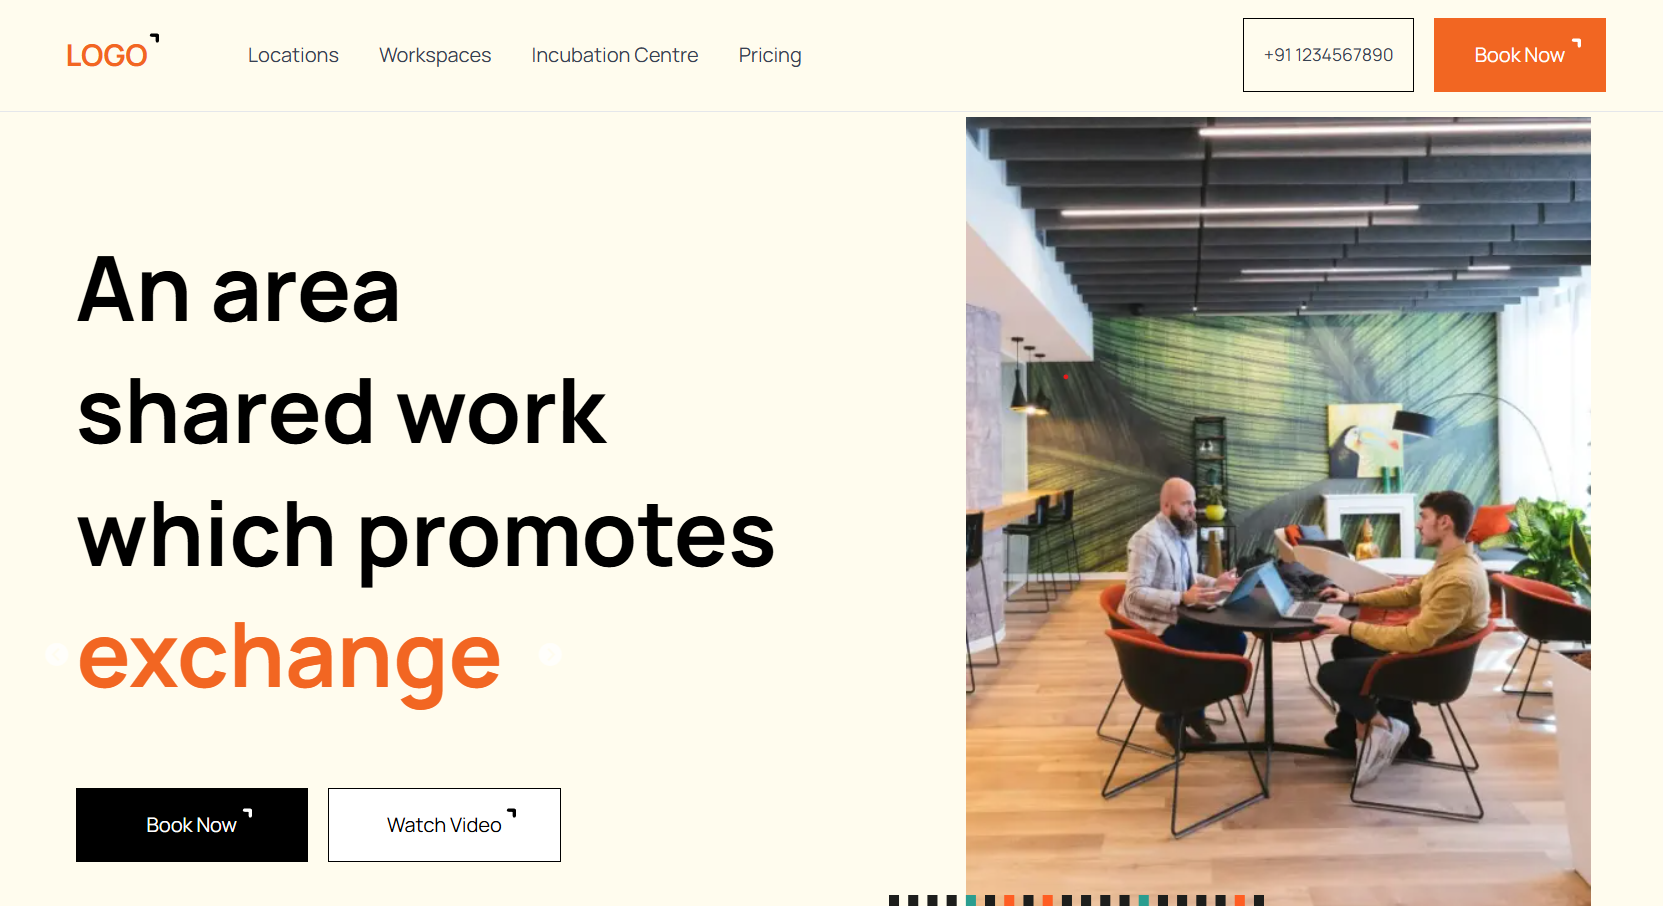 LOGO
Locations
Workspaces
Incubation Centre
Pricing
+91 1234567890
Book Now
An area
shared work
which promotes
exchange
Book Now
Watch Video